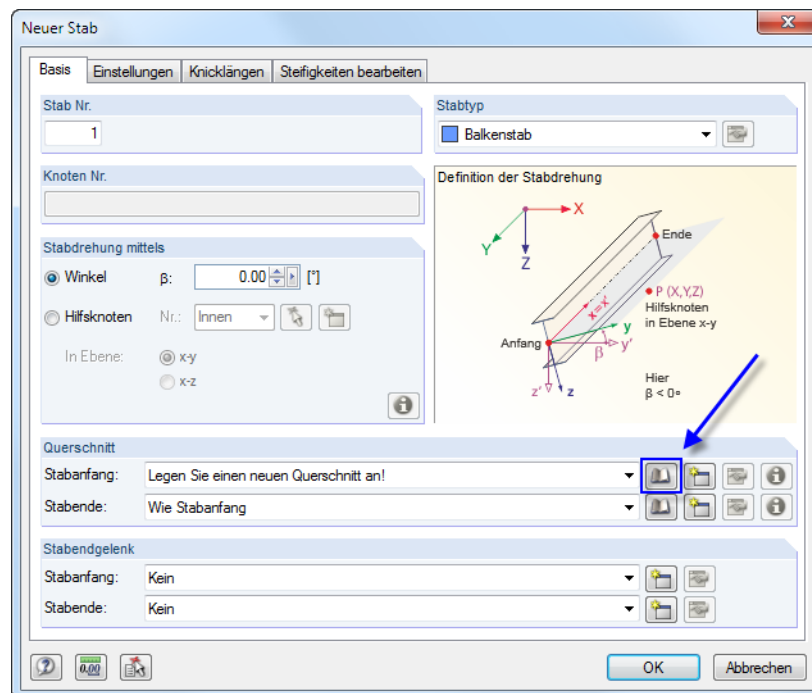 Neuer Stab
Basis Einstellungen Knicklängen Steifigkeiten bearbeiten
Stab Nr.
1
Stabtyp
Balkenstab
Knoten Nr.
Definition der Stabdrehung
X
Y
Z
Ende
P (X,Y,Z)
Hilfsknoten
in Ebene x-y
x=x'
y
Anfang
β
y'
z'
z
Hier
β < 0°
Stabdrehung mittels
Winkel β: 0.00 [°]
Hilfsknoten Nr.: Innen
In Ebene: x-y
x-z
Querschnitt
Stabanfang: Legen Sie einen neuen Querschnitt an!
Stabende: Wie Stabanfang
Stabendgelenk
Stabanfang: Kein
Stabende: Kein
0.00
OK Abbrechen